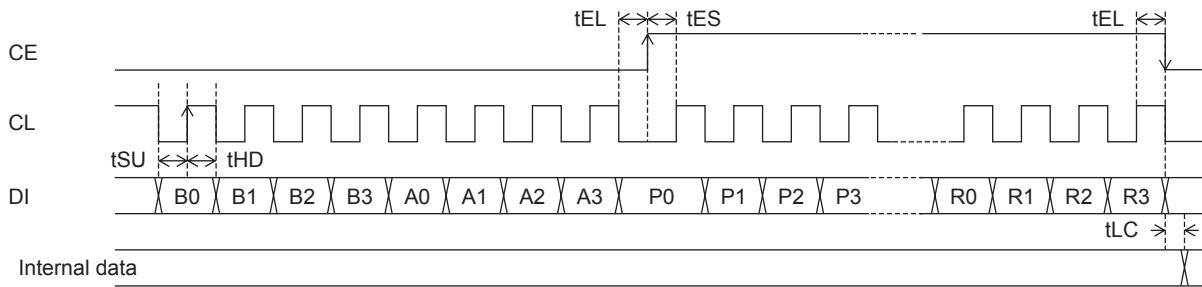 tEL tES tEL
CE
CL
tSU tHD
DI B0 B1 B2 B3 A0 A1 A2 A3 P0 P1 P2 P3 R0 R1 R2 R3
tLC
Internal data